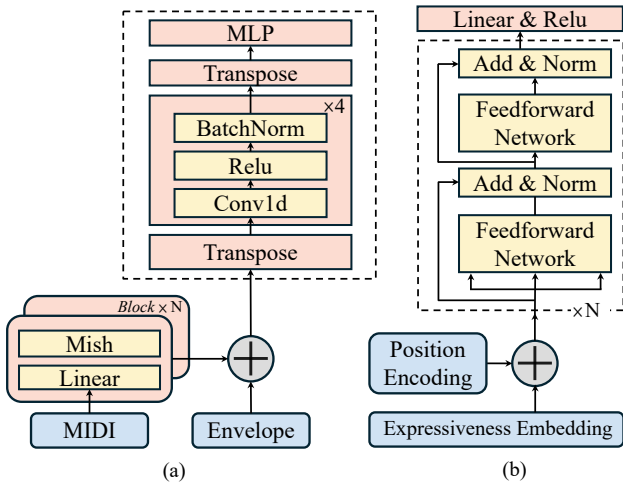 MLP
Transpose
×4
BatchNorm
Relu
Conv1d
Transpose
Block × N
Mish
Linear
MIDI
Envelope
(a)
Linear & Relu
Add & Norm
Feedforward
Network
Add & Norm
Feedforward
Network
×N
Position
Encoding
Expressiveness Embedding
(b)